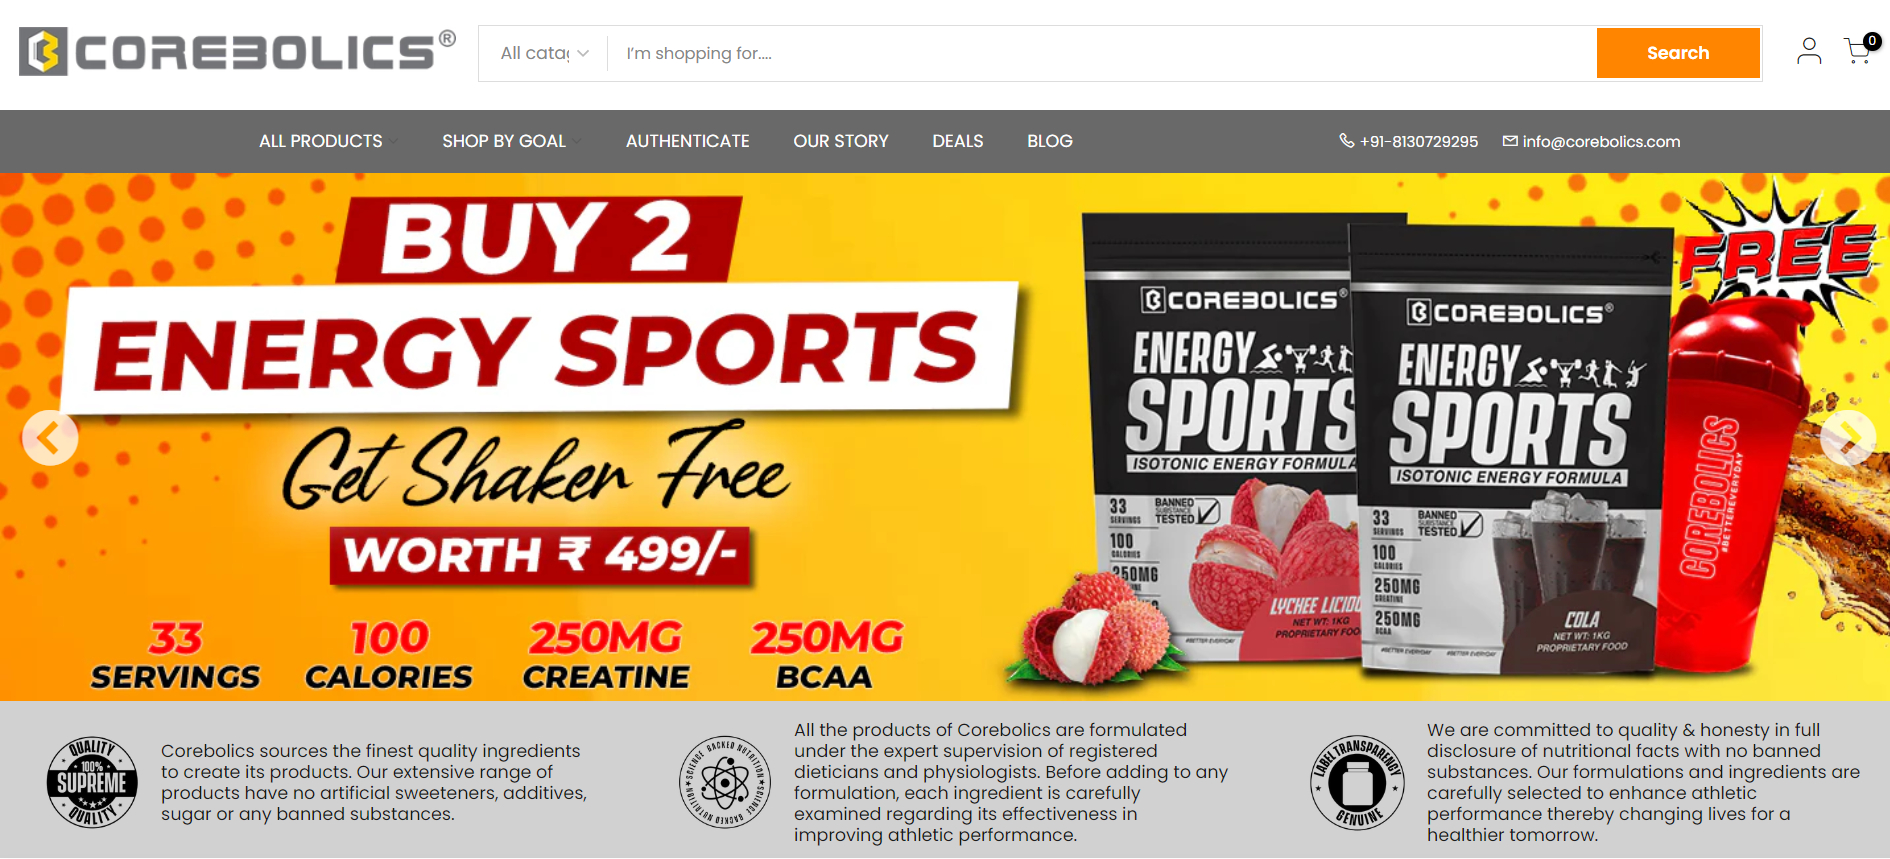 COREBOLICS®
All catag
I'm shopping for....
Search
0
ALL PRODUCTS
SHOP BY GOAL
AUTHENTICATE
OUR STORY
DEALS
BLOG
+91-8130729295
info@corebolics.com
BUY 2
ENERGY SPORTS
Get Shaker Free
WORTH ₹ 499/-
33
SERVINGS
100
CALORIES
250MG
CREATINE
250MG
BCAA
COREBOLICS®
ENERGY
SPORTS
ISOTONIC ENERGY FORMULA
33
SERVINGS
BANNED
SUBSTANCE
TESTED
100
CALORIES
250MG
LYCHEE LICIOU
NET WT: 1KG
PROPRIETARY FOO
COREBOLICS®
ENERGY
SPORTS
ISOTONIC ENERGY FORMULA
33
SERVINGS
BANNED
SUBSTANCE
TESTED
100
CALORIES
250MG
CREATINE
250MG
BCAA
COLA
NET WT: 1KG
PROPRIETARY FOOD
#BETTER EVERYDAY
FREE
COREBOLICS
#BETTEREVERYDAY
QUALITY
100%
SUPREME
QUALITY
Corebolics sources the finest quality ingredients
to create its products. Our extensive range of
products have no artificial sweeteners, additives,
sugar or any banned substances.
SCIENCE BACKED NUTRITION
SCIENCE BACKED NUTRITION
All the products of Corebolics are formulated
under the expert supervision of registered
dieticians and physiologists. Before adding to any
formulation, each ingredient is carefully
examined regarding its effectiveness in
improving athletic performance.
LABEL TRANSPARENCY
GENUINE
We are committed to quality & honesty in full
disclosure of nutritional facts with no banned
substances. Our formulations and ingredients are
carefully selected to enhance athletic
performance thereby changing lives for a
healthier tomorrow.